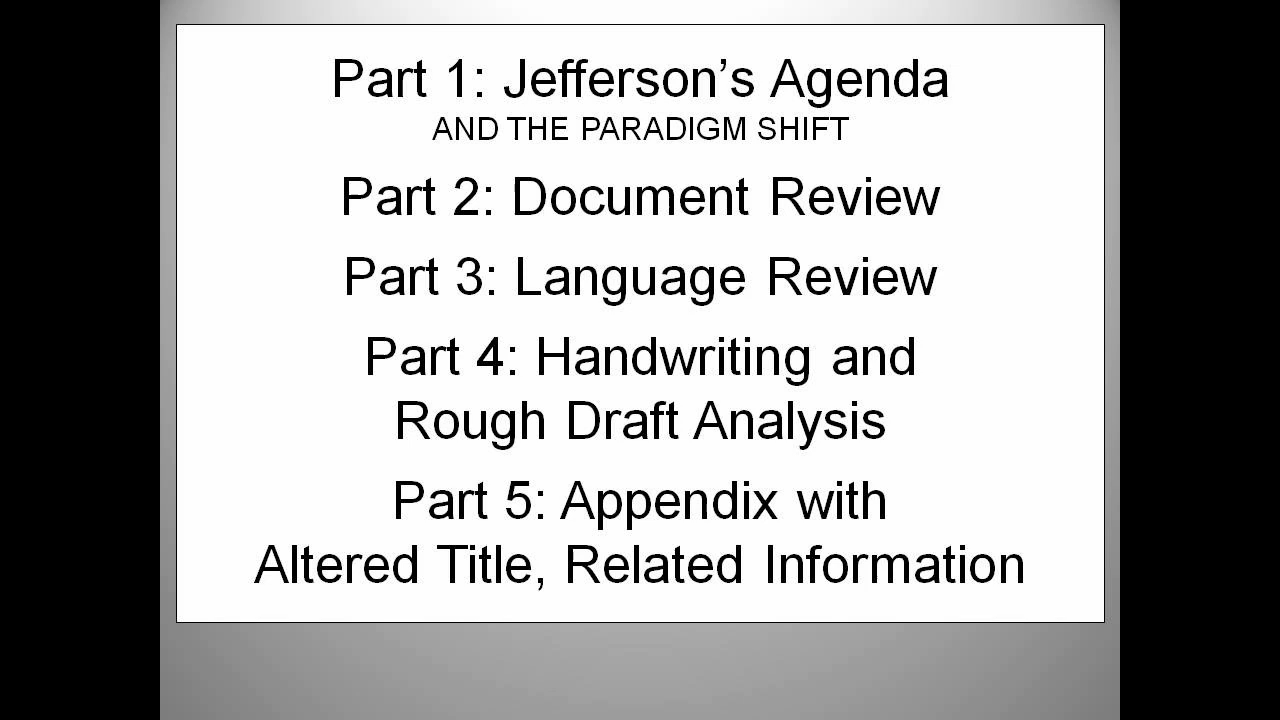 Part 1: Jefferson’s Agenda
AND THE PARADIGM SHIFT
Part 2: Document Review
Part 3: Language Review
Part 4: Handwriting and
Rough Draft Analysis
Part 5: Appendix with
Altered Title, Related Information